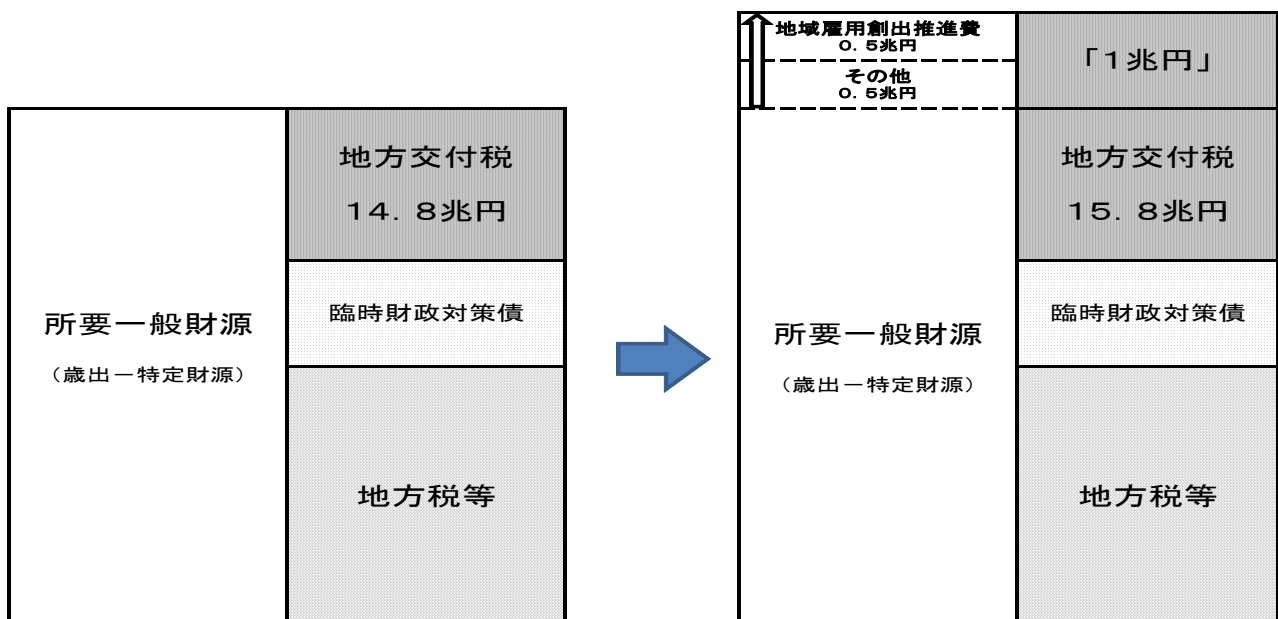 所要一般財源
（歳出－特定財源）
地方交付税
14．8兆円
臨時財政対策債
地方税等
地域雇用創出推進費
0．5兆円
その他
0．5兆円
「1兆円」
所要一般財源
（歳出－特定財源）
地方交付税
15．8兆円
臨時財政対策債
地方税等